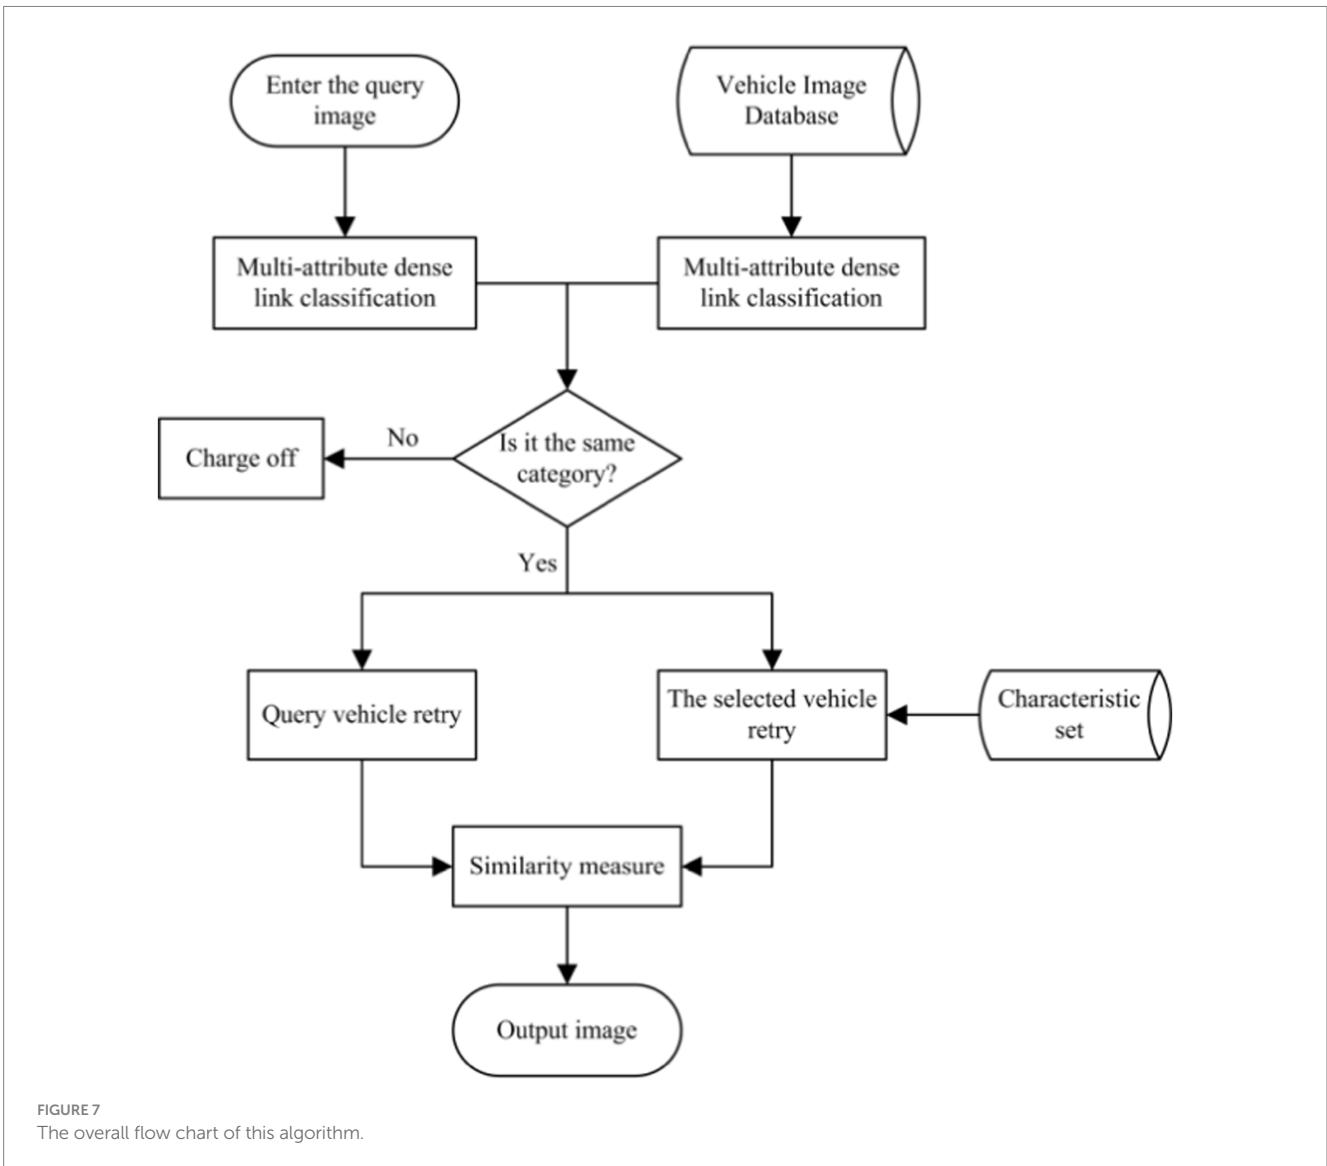 Enter the query
image
Vehicle Image
Database
Multi-attribute dense
link classification
Multi-attribute dense
link classification
Is it the same
category?
No
Charge off
Yes
Query vehicle retry
The selected vehicle
retry
Characteristic
set
Similarity measure
Output image
FIGURE 7
The overall flow chart of this algorithm.